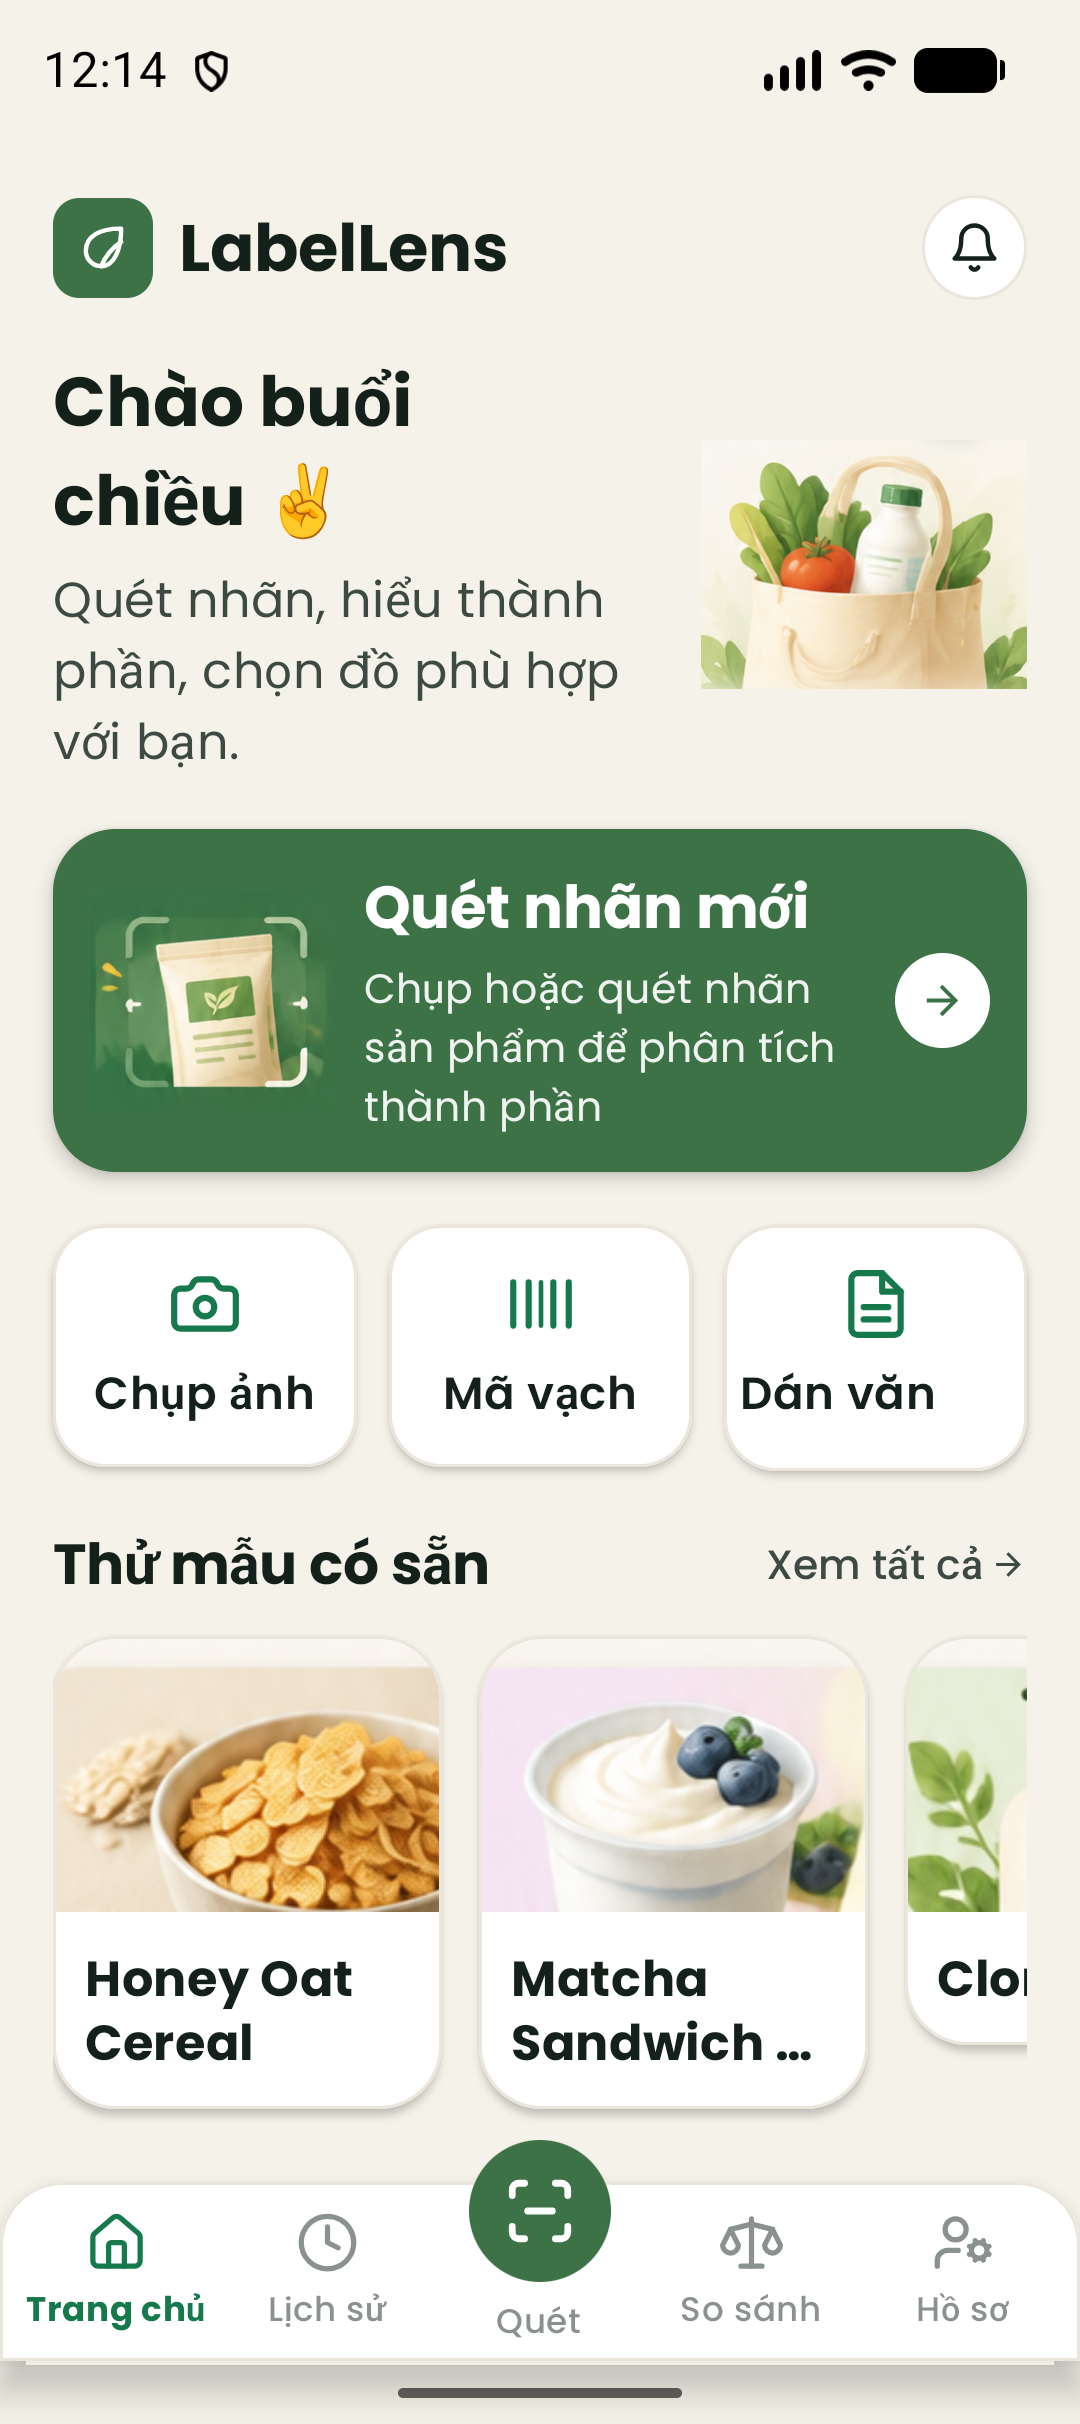 12:14
LabelLens
Chào buổi
chiều ✌️
Quét nhãn, hiểu thành
phần, chọn đồ phù hợp
với bạn.
Quét nhãn mới
Chụp hoặc quét nhãn
sản phẩm để phân tích
thành phần
Chụp ảnh
Mã vạch
Dán văn
Thử mẫu có sẵn
Xem tất cả →
Honey Oat
Cereal
Matcha
Sandwich ...
Trang chủ
Lịch sử
Quét
So sánh
Hồ sơ